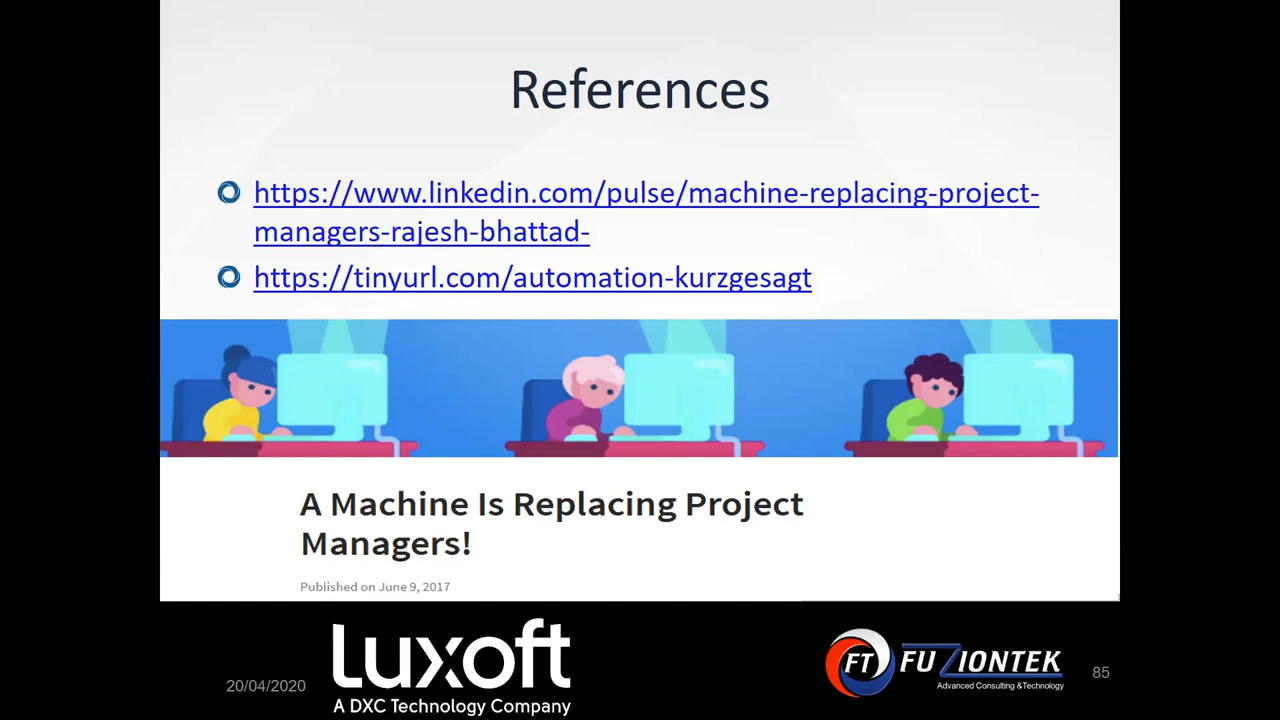 References
https://www.linkedin.com/pulse/machine-replacing-project-
managers-rajesh-bhattad-
https://tinyurl.com/automation-kurzgesagt
A Machine Is Replacing Project
Managers!
Published on June 9, 2017
20/04/2020
Luxoft
A DXC Technology Company
FT FUZIONTEK
Advanced Consulting &Technology
85